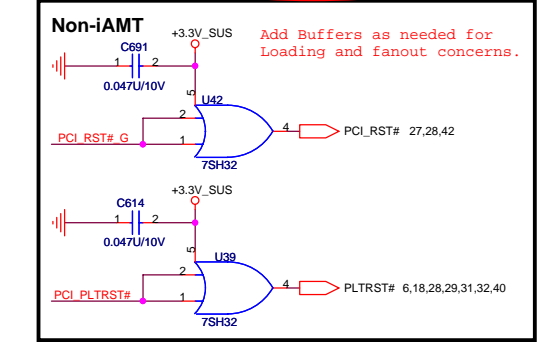 Non-iAMT
+3.3V_SUS
Add Buffers as needed for
Loading and fanout concerns.
C691
1 2
0.047U/10V
5
U42
2
PCI_RST#_G 1
4 PCI_RST# 27,28,42
7SH32
+3.3V_SUS
C614
1 2
0.047U/10V
5
U39
2
PCI_PLTRST# 1
4 PLTRST# 6,18,28,29,31,32,40
7SH32